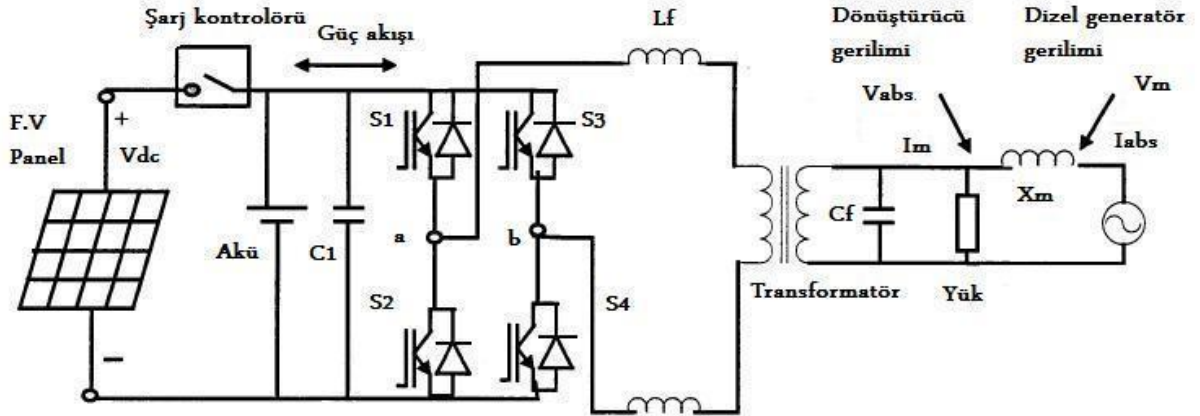 Şarj kontrolörü
Güç akışı
Lf
Dönüştürücü
gerilimi
Dizel generatör
gerilimi
F.V
Panel
+
Vdc
S1
S3
Vabs.
Vm
Im
Iabs
Xm
Akü
C1
a
b
Cf
S2
S4
Transformatör
Yük
−